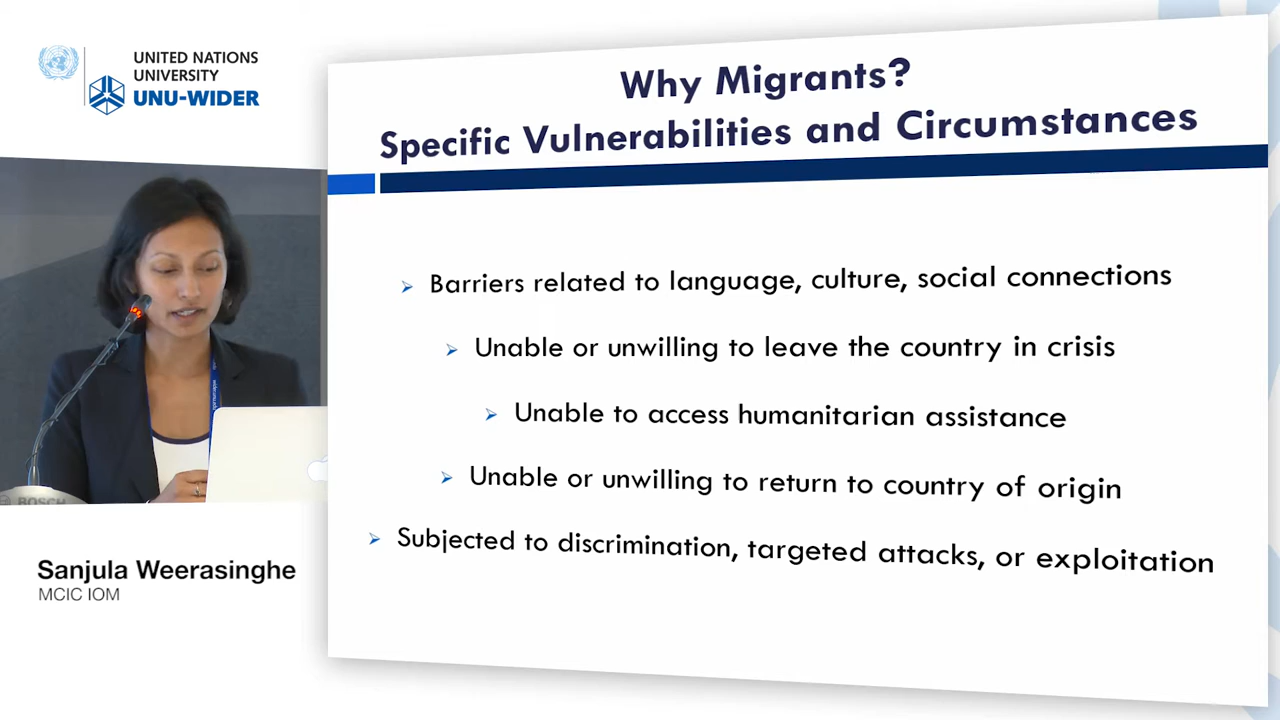 UNITED NATIONS
UNIVERSITY
UNU-WIDER
Why Migrants?
Specific Vulnerabilities and Circumstances
Barriers related to language, culture, social connections
Unable or unwilling to leave the country in crisis
Unable to access humanitarian assistance
Unable or unwilling to return to country of origin
Subjected to discrimination, targeted attacks, or exploitation
BOSCH
Sanjula Weerasinghe
MCIC IOM